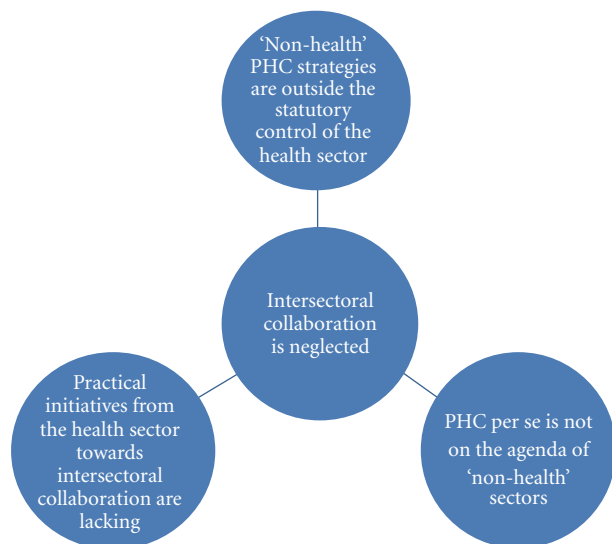 ‘Non-health’
PHC strategies
are outside the
statutory
control of the
health sector
Intersectoral
collaboration
is neglected
Practical
initiatives from
the health sector
towards
intersectoral
collaboration are
lacking
PHC per se is not
on the agenda of
‘non-health’
sectors